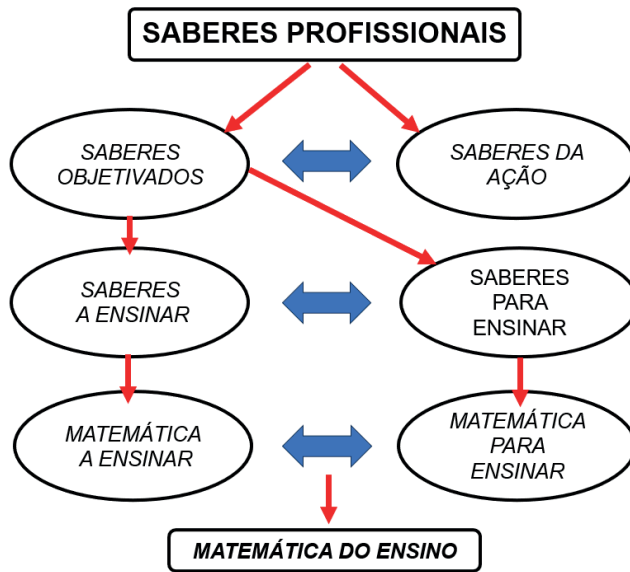 SABERES PROFISSIONAIS
SABERES
OBJETIVADOS
SABERES DA
AÇÃO
SABERES
A ENSINAR
SABERES
PARA
ENSINAR
MATEMÁTICA
A ENSINAR
MATEMÁTICA
PARA
ENSINAR
MATEMÁTICA DO ENSINO